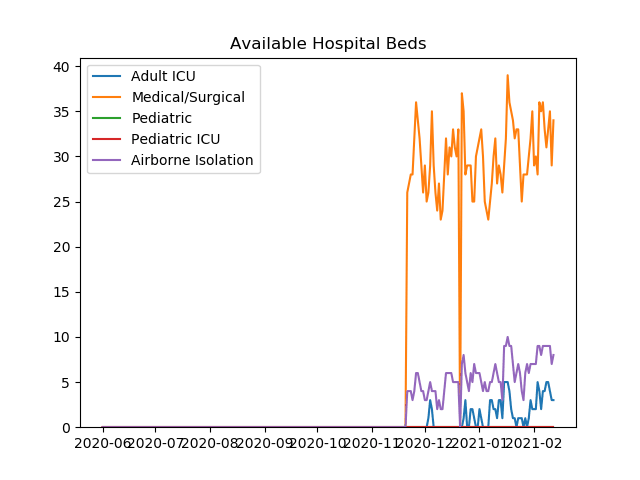 Available Hospital Beds
Adult ICU
Medical/Surgical
Pediatric
Pediatric ICU
Airborne Isolation
40
35
30
25
20
15
10
5
0
2020-06 2020-07 2020-08 2020-09 2020-10 2020-11 2020-12 2021-01 2021-02